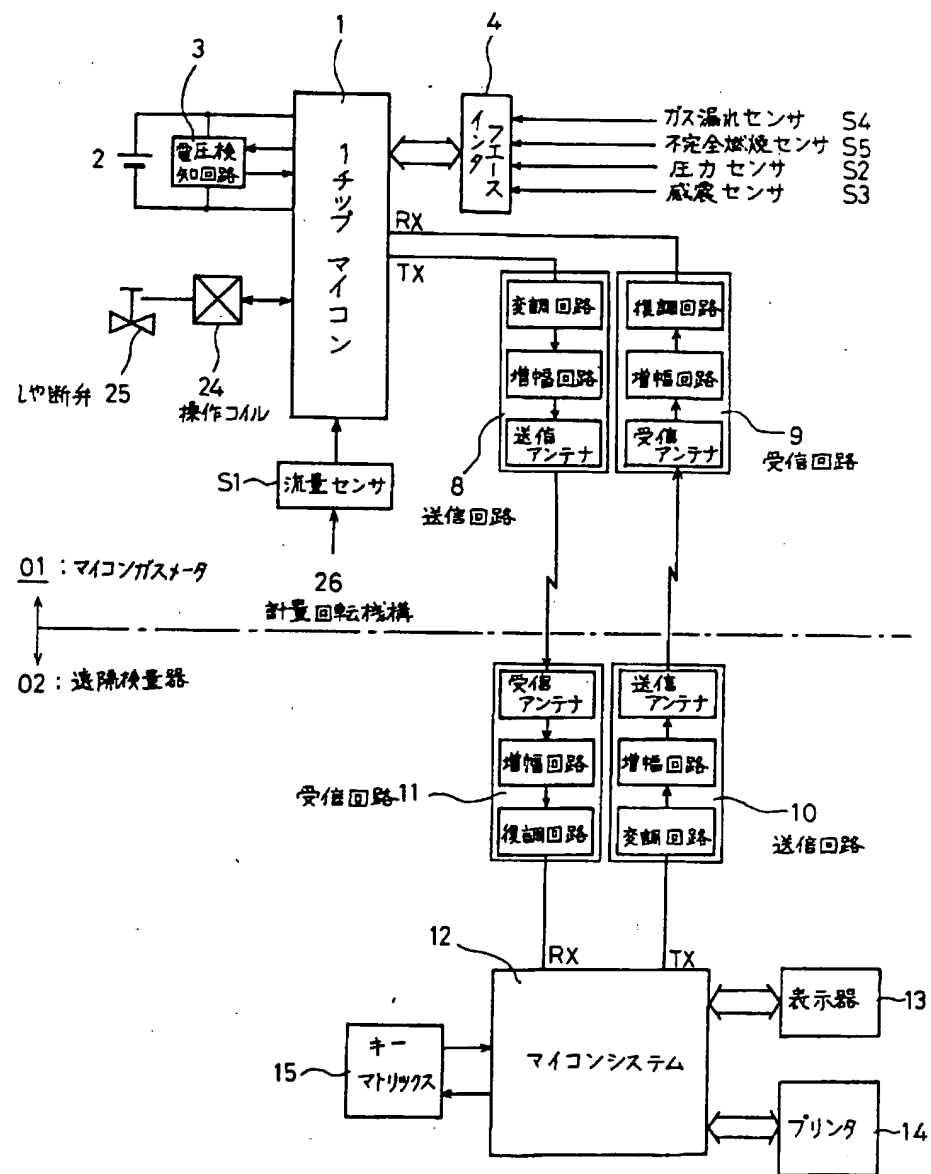 1
4
3
2
電圧検
知回路
1チップ マイコン
インタ
フエース
ガス漏れセンサ S4
不完全燃焼センサ S5
圧力センサ S2
感震センサ S3
RX
TX
変調回路
増幅回路
送信
アンテナ
8
送信回路
復調回路
増幅回路
受信
アンテナ
9
受信回路
しや断弁 25
24
操作コイル
S1
流量センサ
26
計量回転機構
01:マイコンガスメータ
02:遠隔検量器
受信
アンテナ
増幅回路
復調回路
受信回路11
送信
アンテナ
増幅回路
変調回路
10
送信回路
12
RX
TX
マイコンシステム
キー
マトリックス
15
表示器
13
プリンタ
14